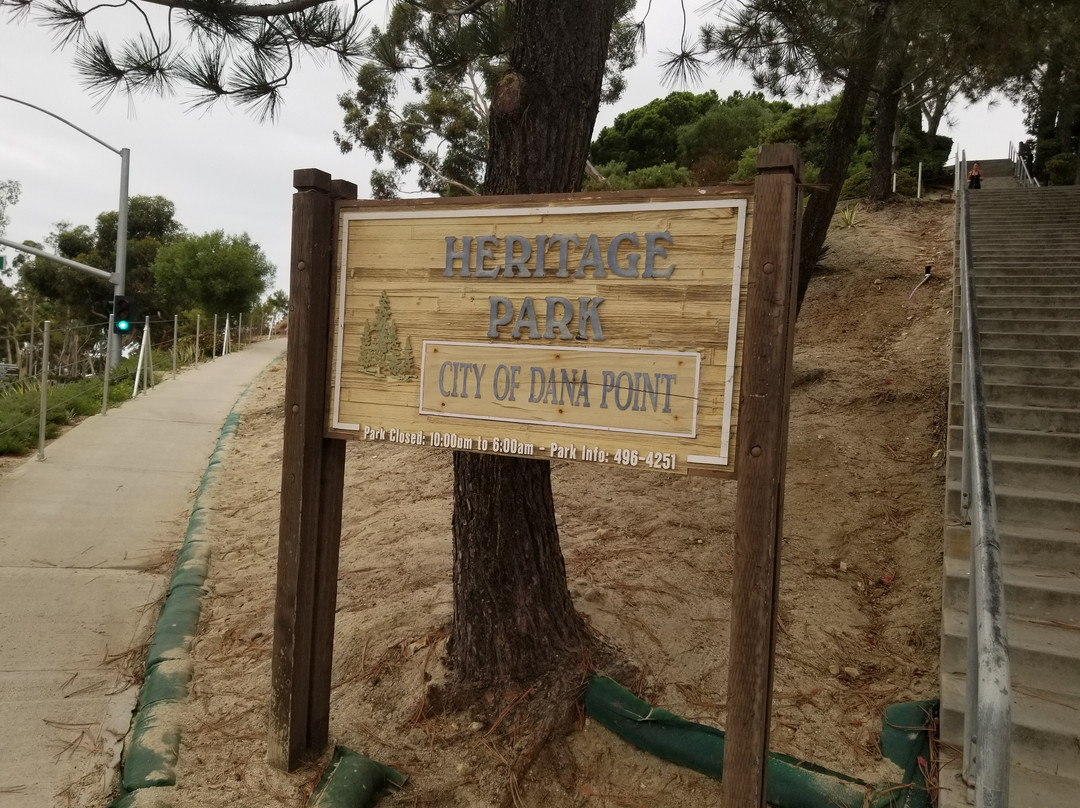 HERITAGE
PARK
CITY OF DANA POINT
Park Closed: 10:00pm to 6:00am - Park Info: 496-4251